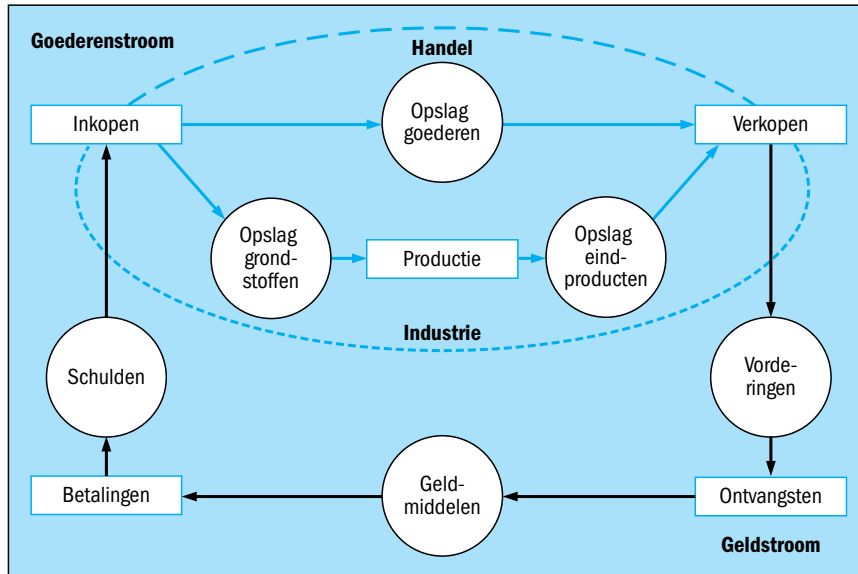 Goederenstroom
Handel
Inkopen
Opslag
goederen
Verkopen
Opslag
grond-
stoffen
Productie
Opslag
eind-
producten
Industrie
Schulden
Vorde-
ringen
Betalingen
Geld-
middelen
Ontvangsten
Geldstroom